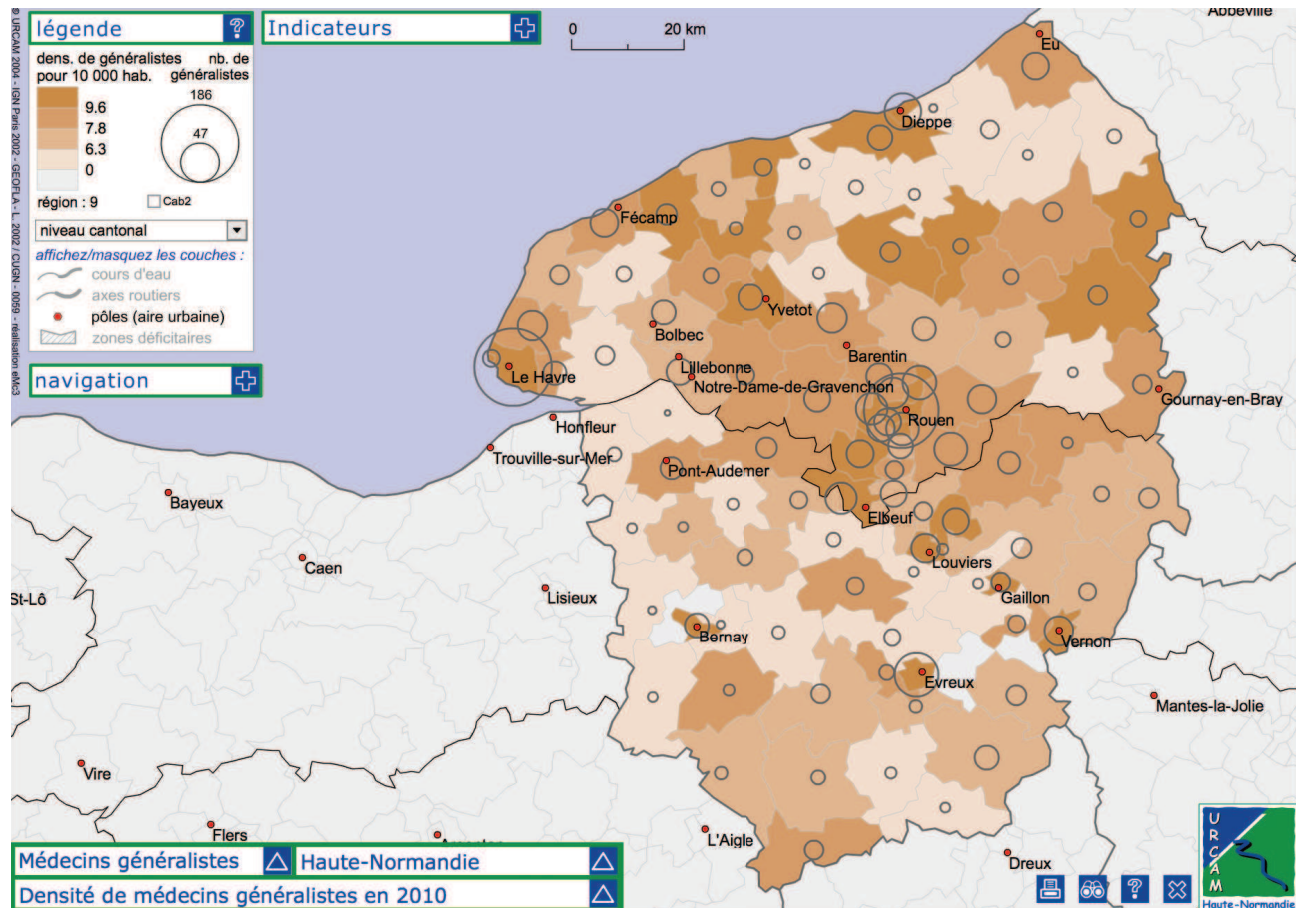 légende
?
Indicateurs
dens. de généralistes
pour 10 000 hab.
nb. de
généralistes
186
47
9.6
7.8
6.3
0
région : 9
Cab2
niveau cantonal
affichez/masquez les couches :
cours d'eau
axes routiers
pôles (aire urbaine)
zones déficitaires
navigation
© URCAM 2004 - IGN Paris 2002 - GEOFLA - L. 2002 / CUGN - 0059 - réalisation eMc3
0 20 km
Abbeville
Eu
Dieppe
Fécamp
Yvetot
Bolbec
Barentin
Lillebonne
Le Havre
Notre-Dame-de-Gravenchon
Gournay-en-Bray
Rouen
Honfleur
Trouville-sur-Mer
Pont-Audemer
Bayeux
Elbeuf
Caen
Louviers
Lisieux
Gaillon
St-Lô
Bernay
Vernon
Evreux
Mantes-la-Jolie
Vire
Flers
L'Aigle
Dreux
Médecins généralistes
Haute-Normandie
Densité de médecins généralistes en 2010
?
URCAM
Haute-Normandie